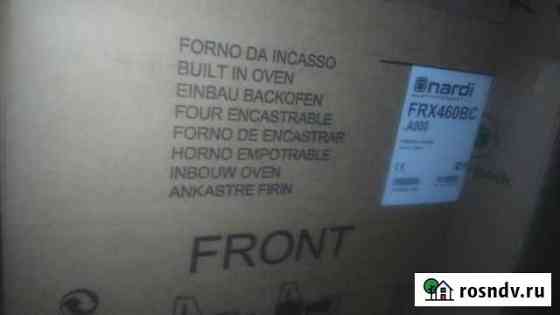 FORNO DA INCASSO
BUILT IN OVEN
EINBAU BACKOFEN
FOUR ENCASTRABLE
FORNO DE ENCASTRAR
HORNO EMPOTRABLE
INBOUW OVEN
ANKASTRE FIRIN
FRONT
nardi
FRX460BC
A000
rosndv.ru